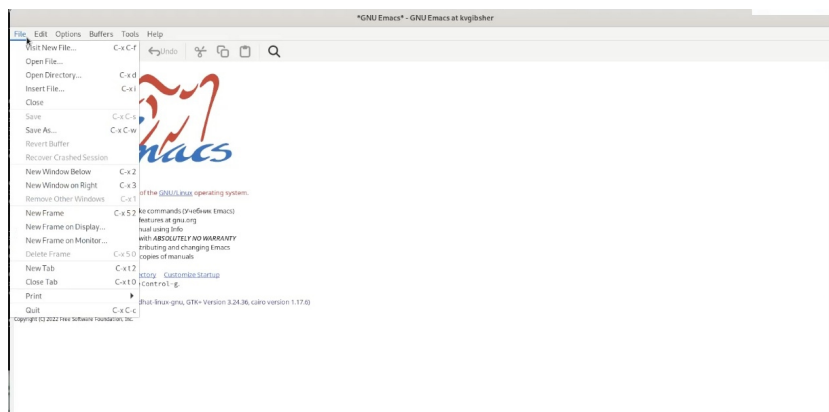 *GNU Emacs* - GNU Emacs at kvgibsher
File Edit Options Buffers Tools Help
Visit New File... C-x C-f
Undo
Open File...
Open Directory... C-x d
Insert File... C-x i
Close
Save C-x C-s
Save As... C-x C-w
Revert Buffer
Recover Crashed Session
New Window Below C-x 2
New Window on Right C-x 3
of the GNU/Linux operating system.
Remove Other Windows C-x 1
New Frame C-x 5 2
ke commands (Учебник Emacs)
New Frame on Display...
features at gnu.org
nual using Info
New Frame on Monitor...
with ABSOLUTELY NO WARRANTY
tributing and changing Emacs
Delete Frame C-x 5 0
copies of manuals
New Tab C-x t 2
ctory Customize Startup
Close Tab C-x t 0
Control-g.
Print
dhat-linux-gnu, GTK+ Version 3.24.36, cairo version 1.17.6)
Quit C-x C-c
Copyright (C) 2022 Free Software Foundation, Inc.